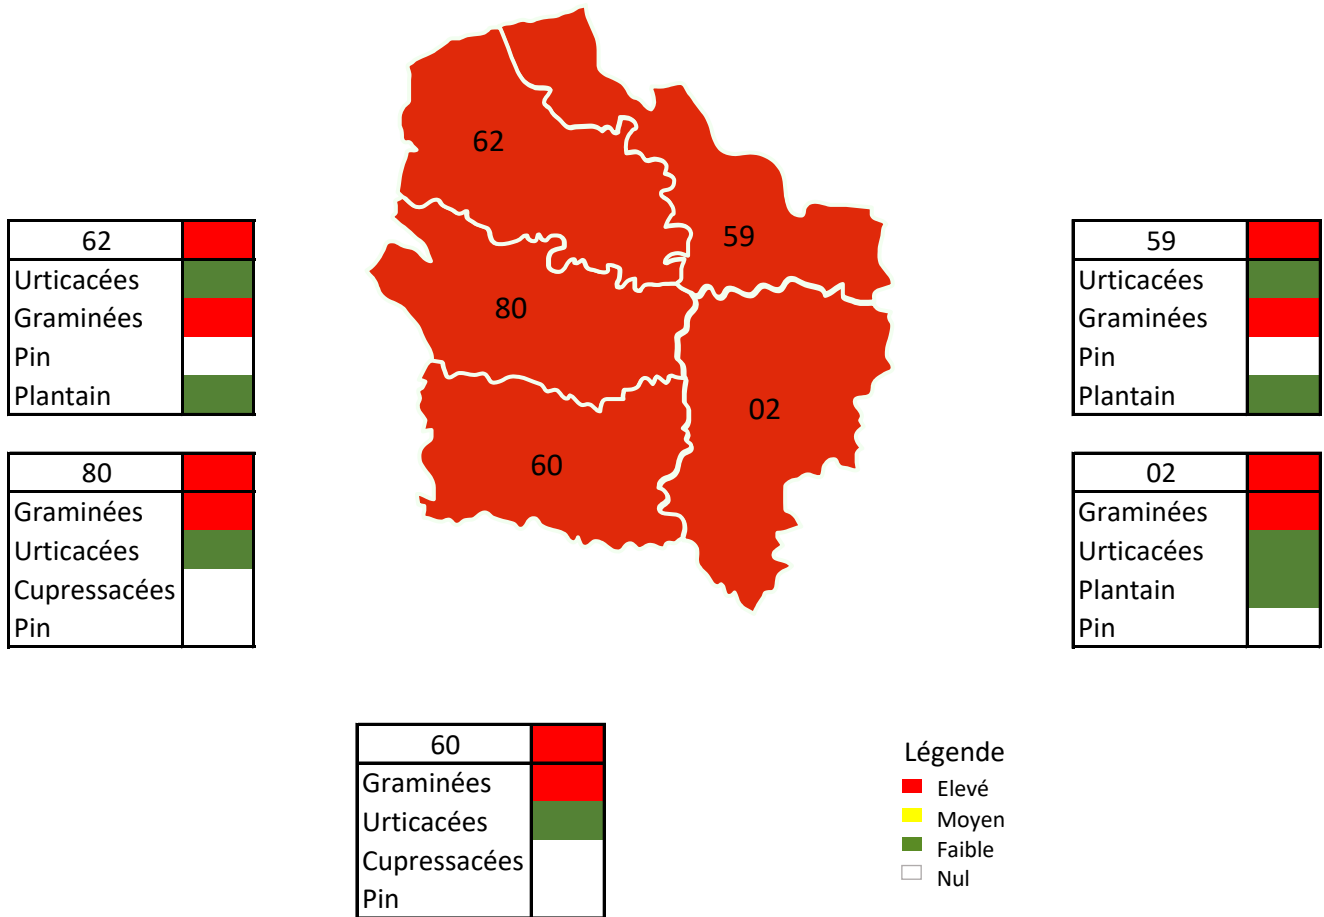 62
59
80
02
60
62
Urticacées
Graminées
Pin
Plantain
80
Graminées
Urticacées
Cupressacées
Pin
59
Urticacées
Graminées
Pin
Plantain
02
Graminées
Urticacées
Plantain
Pin
60
Graminées
Urticacées
Cupressacées
Pin
Légende
Elevé
Moyen
Faible
Nul